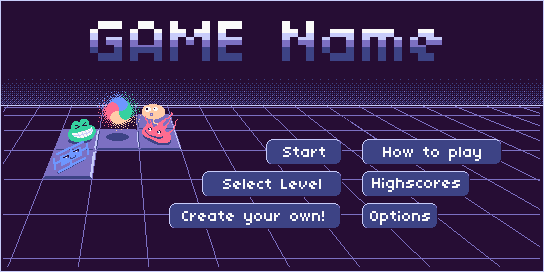 GAME Name
Start
How to play
Select Level
Highscores
Create your own!
Options